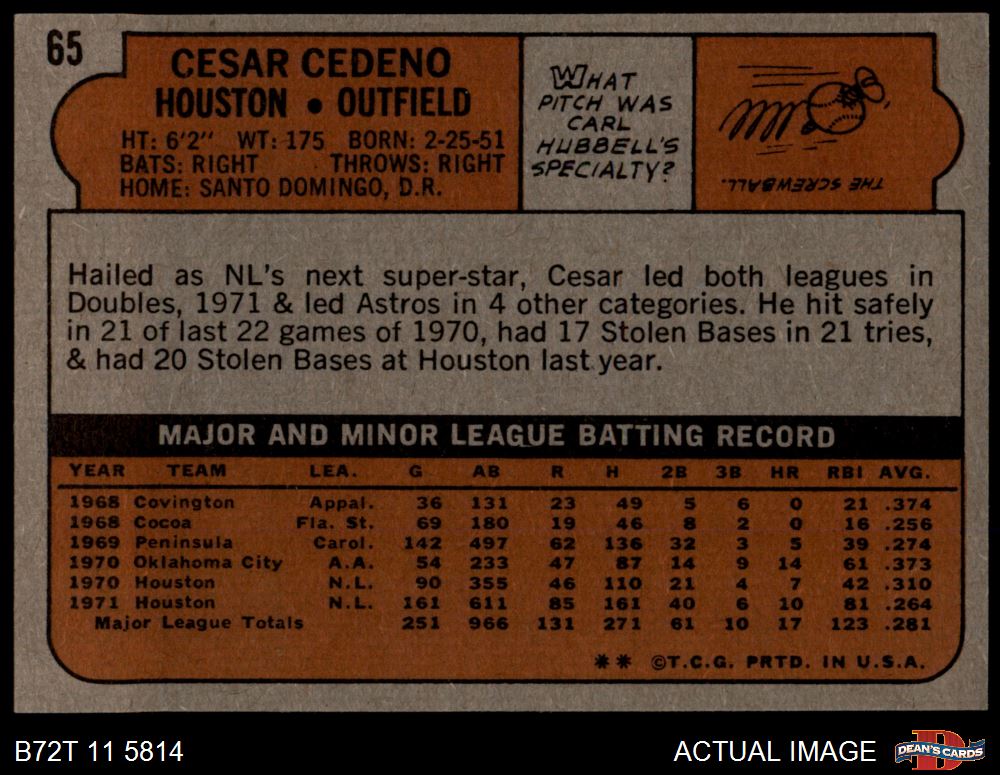 65
CESAR CEDENO
HOUSTON • OUTFIELD
HT: 6'2" WT: 175 BORN: 2-25-51
BATS: RIGHT THROWS: RIGHT
HOME: SANTO DOMINGO, D.R.
WHAT
PITCH WAS
CARL
HUBBELL'S
SPECIALTY?
THE SCREWBALL.
Hailed as NL's next super-star, Cesar led both leagues in
Doubles, 1971 & led Astros in 4 other categories. He hit safely
in 21 of last 22 games of 1970, had 17 Stolen Bases in 21 tries,
& had 20 Stolen Bases at Houston last year.
MAJOR AND MINOR LEAGUE BATTING RECORD
YEAR TEAM LEA. G AB R H 2B 3B HR RBI AVG.
1968 Covington Appal. 36 131 23 49 5 6 0 21 .374
1968 Cocoa Fla. St. 69 180 19 46 8 2 0 16 .256
1969 Peninsula Carol. 142 497 62 136 32 3 5 39 .274
1970 Oklahoma City A.A. 54 233 47 87 14 9 14 61 .373
1970 Houston N.L. 90 355 46 110 21 4 7 42 .310
1971 Houston N.L. 161 611 85 161 40 6 10 81 .264
Major League Totals 251 966 131 271 61 10 17 123 .281
** ©T.C.G. PRTD. IN U.S.A.
B72T 11 5814
ACTUAL IMAGE
DEAN'S CARDS